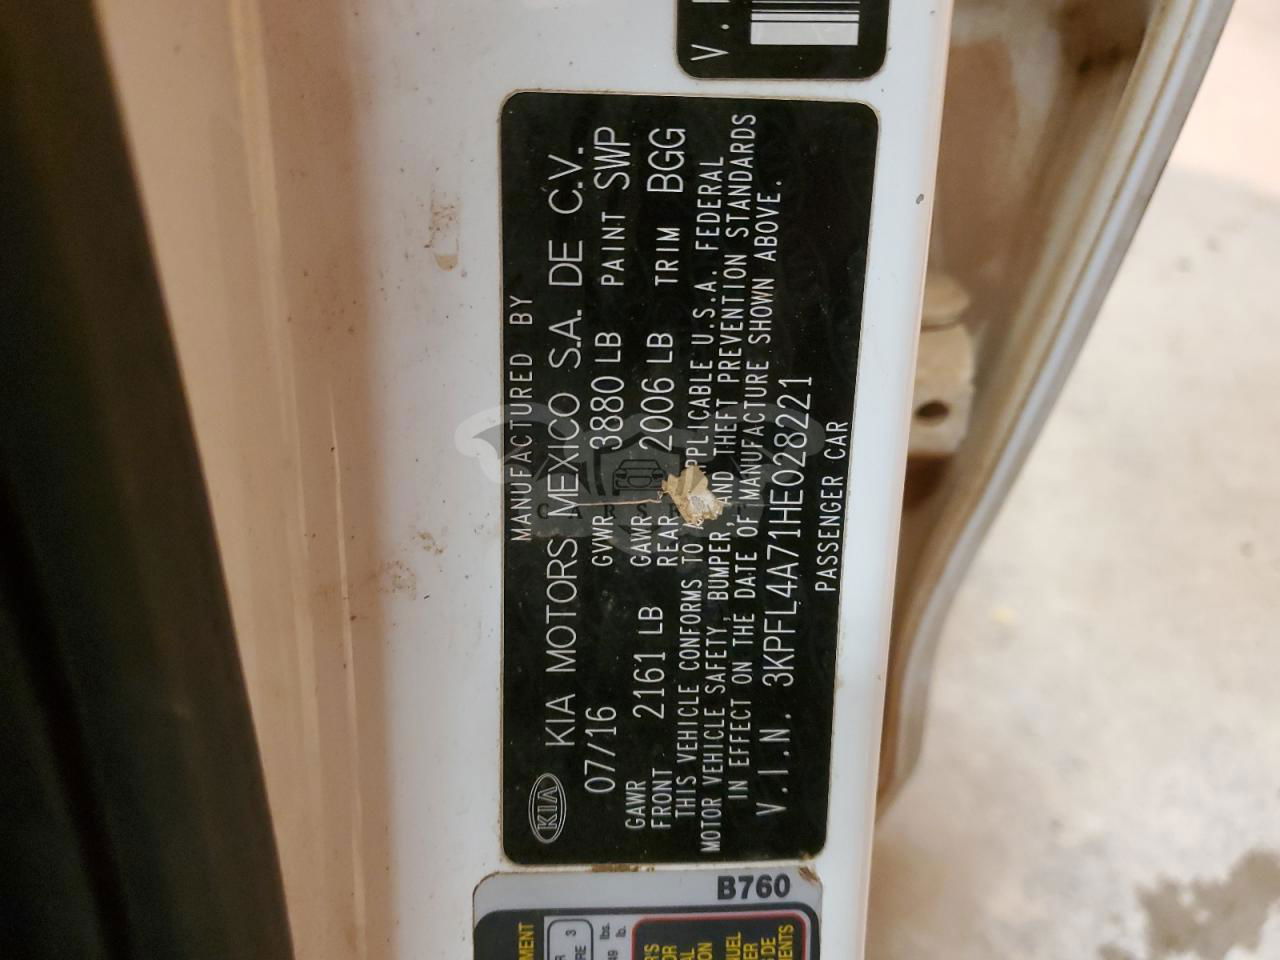 V.
MANUFACTURED BY
KIA KIA MOTORS MEXICO S.A. DE C.V.
07/16 GVWR 3880 LB PAINT SWP
GAWR FRONT 2161 LB GAWR REAR 2006 LB TRIM BGG
THIS VEHICLE CONFORMS TO APPLICABLE U.S.A. FEDERAL
MOTOR VEHICLE SAFETY, BUMPER, AND THEFT PREVENTION STANDARDS
IN EFFECT ON THE DATE OF MANUFACTURE SHOWN ABOVE.
V.I.N. 3KPFL4A71HE028221
PASSENGER CAR
B760